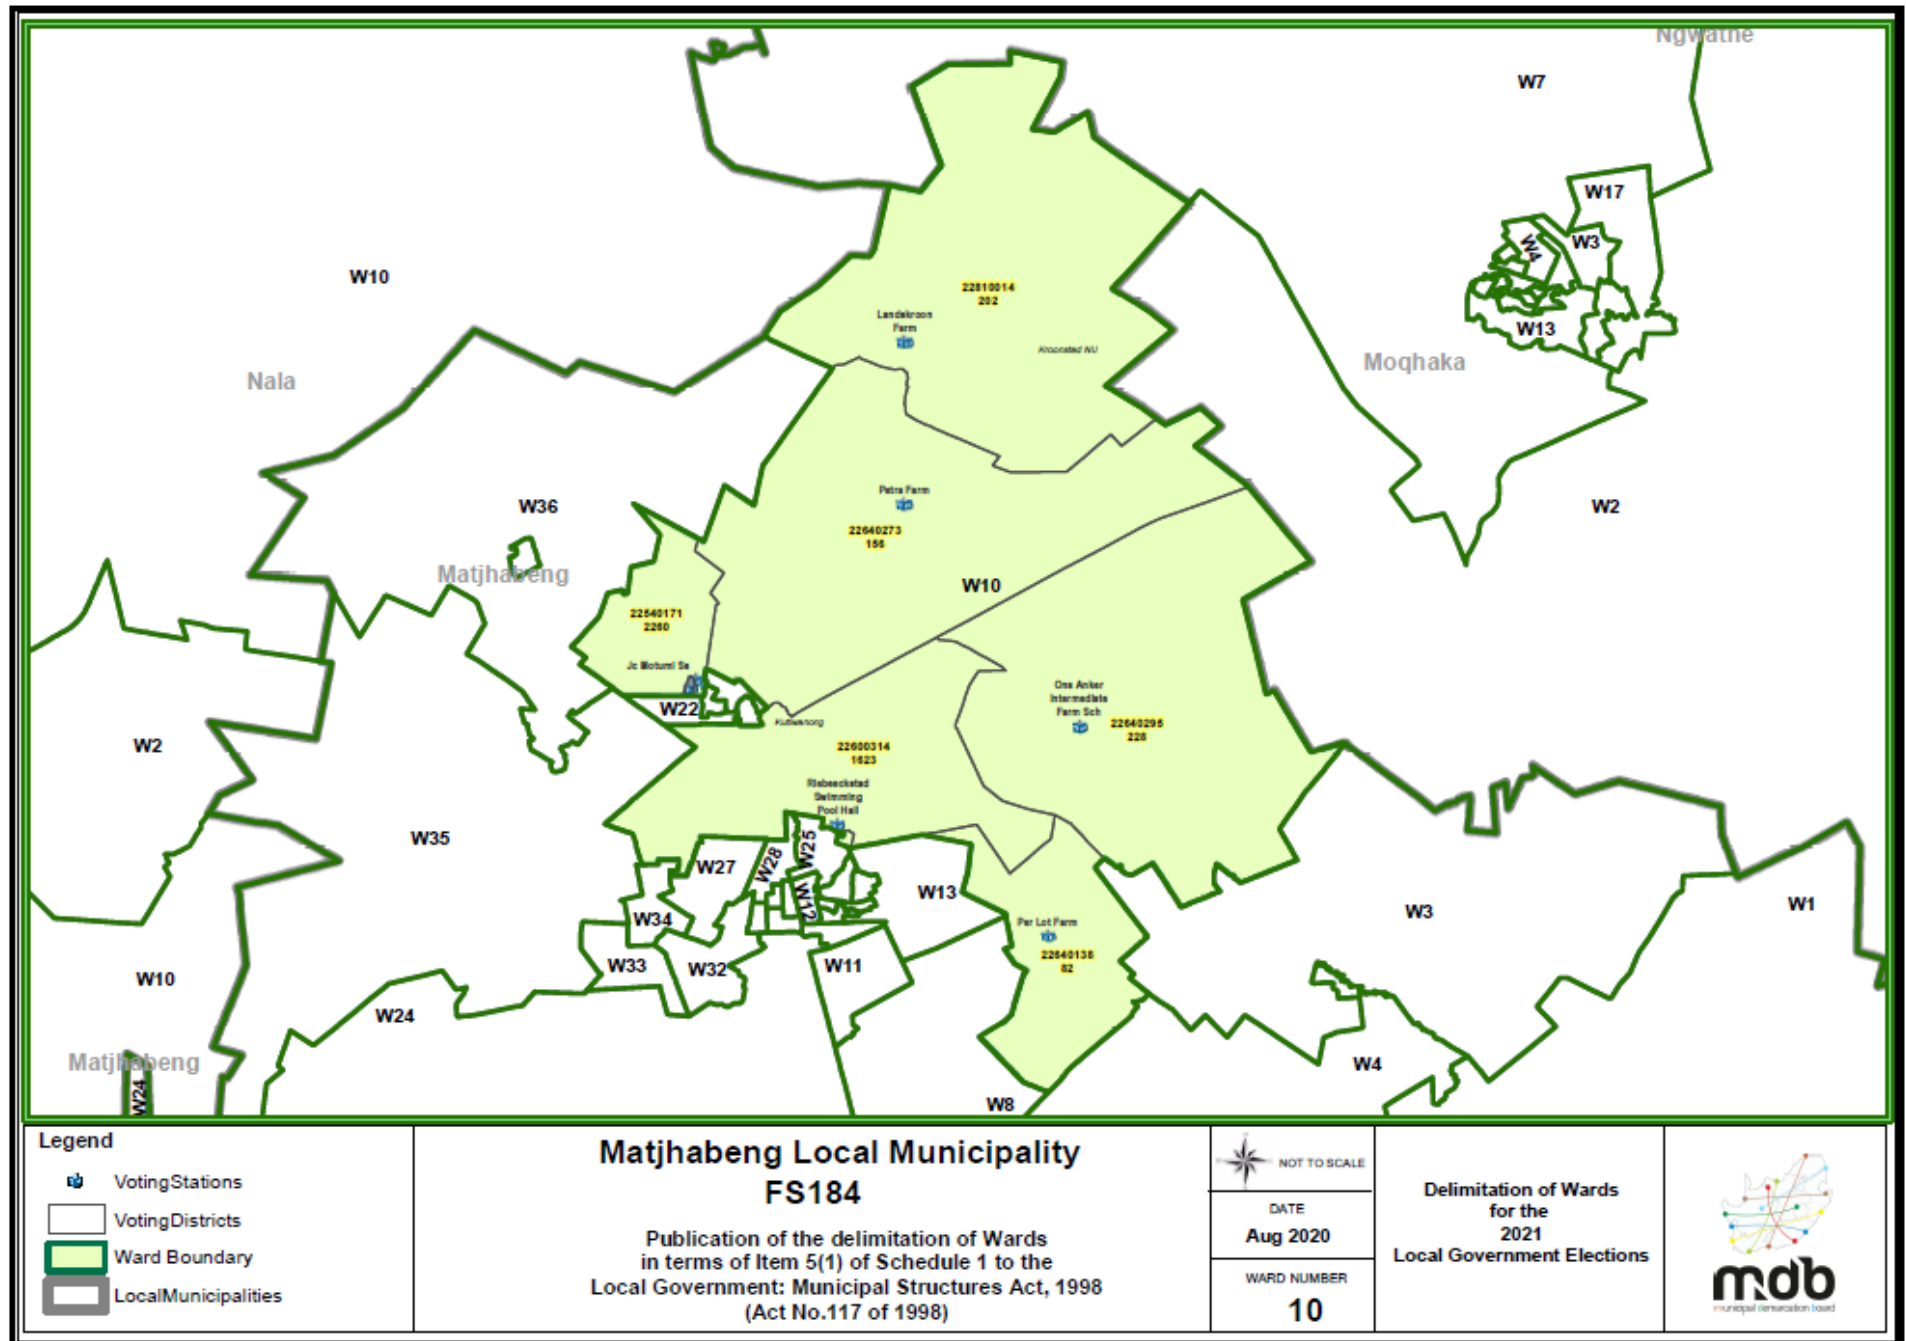 Ngwathe
W7
W17
W3
W4
W10
22810014
202
Landskroon
Farm
W13
Kroonstad NU
Moqhaka
Nala
Petra Farm
W36
W2
22640273
156
Matjhabeng
W10
22540171
2260
Jc Motumi Ss
One Anker
Intermediate
Farm Sch
W22
Kutlwanong
22640295
228
W2
22600314
1623
Riebeeckstad
Swimming
Pool Hall
W35
W25
W28
W27
W12
W13
W3
W1
W34
Per Lot Farm
22640138
82
W33
W32
W11
W10
W24
Matjhabeng
W4
W24
W8
Legend
VotingStations
VotingDistricts
Ward Boundary
LocalMunicipalities
Matjhabeng Local Municipality
FS184
Publication of the delimitation of Wards
in terms of Item 5(1) of Schedule 1 to the
Local Government: Municipal Structures Act, 1998
(Act No.117 of 1998)
NOT TO SCALE
DATE
Aug 2020
WARD NUMBER
10
Delimitation of Wards
for the
2021
Local Government Elections
mdb
municipal demarcation board